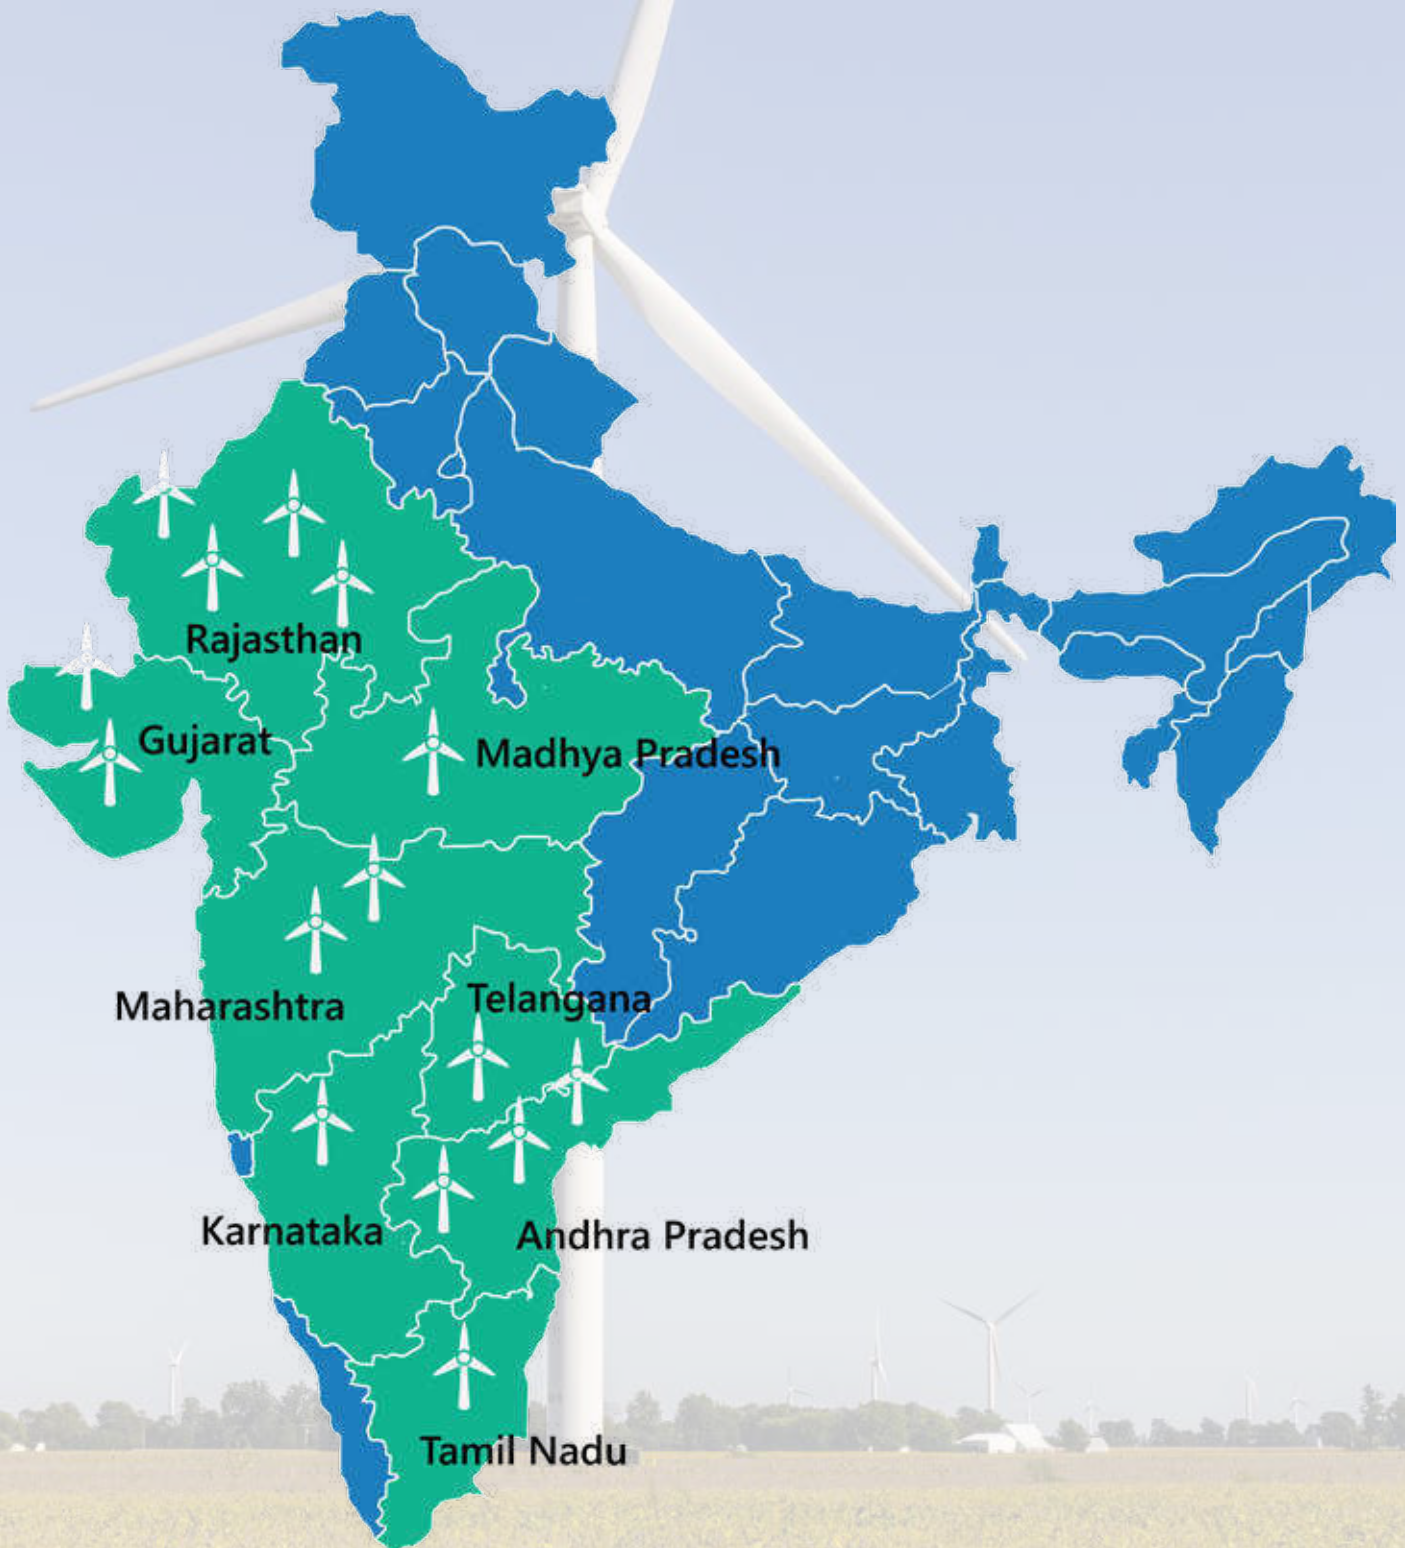 Rajasthan
Gujarat
Madhya Pradesh
Maharashtra
Telangana
Karnataka
Andhra Pradesh
Tamil Nadu